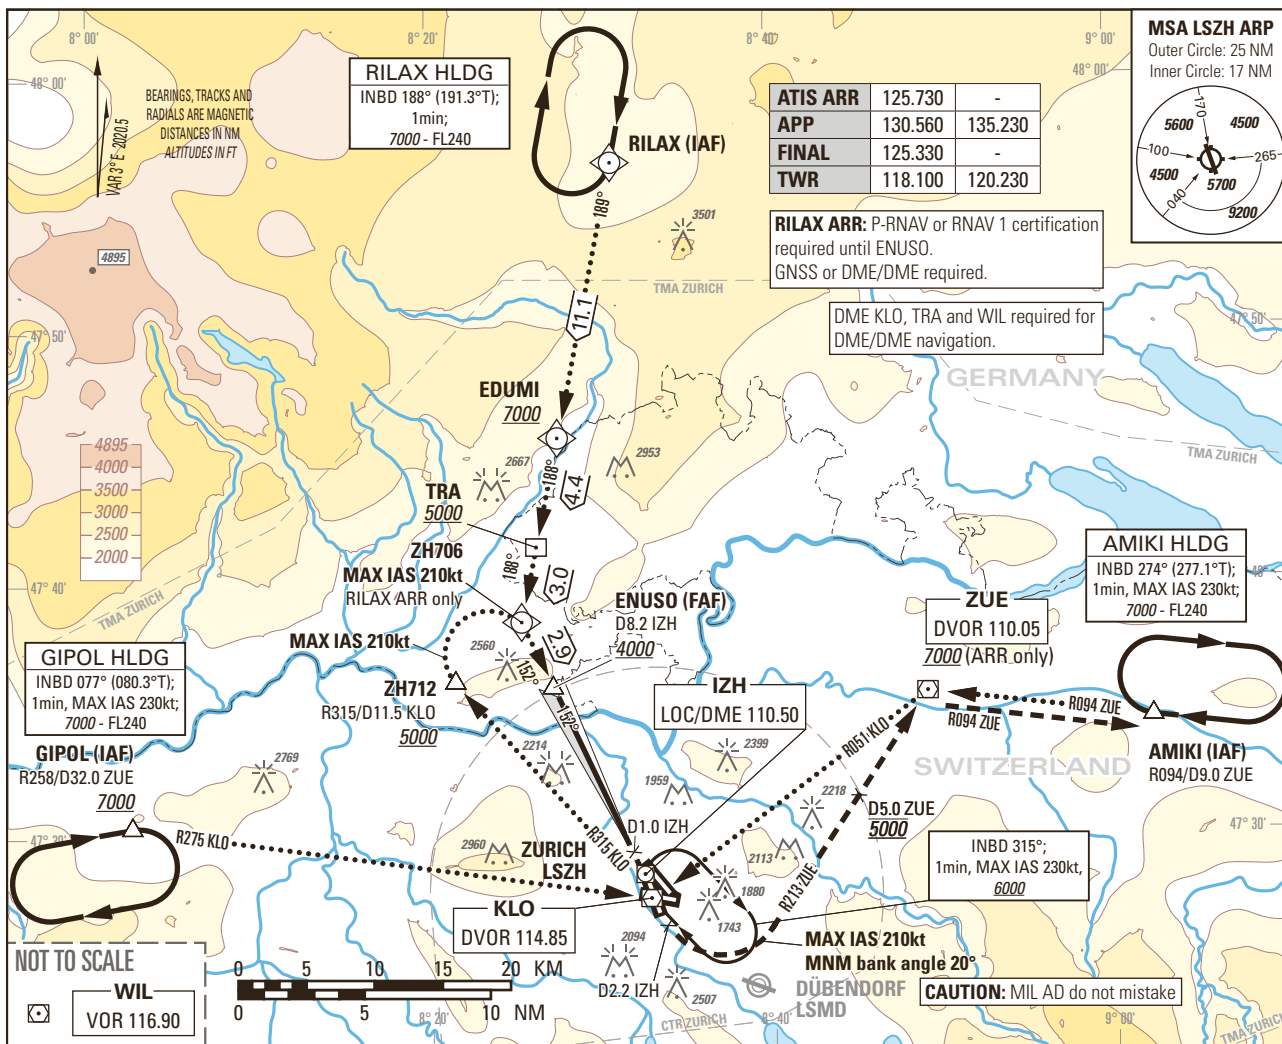 8° 00'
8° 20'
8° 40'
9° 00'
48° 00'
48° 00'
BEARINGS, TRACKS AND
RADIALS ARE MAGNETIC
DISTANCES IN NM
ALTITUDES IN FT
VAR 3° E 2020.5
RILAX HLDG
INBD 188° (191.3°T);
1min;
7000 - FL240
RILAX (IAF)
ATIS ARR 125.730 -
APP 130.560 135.230
FINAL 125.330 -
TWR 118.100 120.230
MSA LSZH ARP
Outer Circle: 25 NM
Inner Circle: 17 NM
170
5600
4500
100
265
4500
5700
040
9200
RILAX ARR: P-RNAV or RNAV 1 certification
required until ENUSO.
GNSS or DME/DME required.
DME KLO, TRA and WIL required for
DME/DME navigation.
189°
3501
4895
TMA ZURICH
11.1
47° 50'
47° 50'
GERMANY
EDUMI
7000
2667
2953
188°
4.4
TMA ZURICH
4895
4000
3500
3000
2500
2000
TRA
5000
ZH706
MAX IAS 210kt
RILAX ARR only
188°
3.0
47° 40'
TMA ZURICH
ENUSO (FAF)
D8.2 IZH
4000
MAX IAS 210kt
2560
2.9
152°
152°
ZUE
DVOR 110.05
7000 (ARR only)
AMIKI HLDG
INBD 274° (277.1°T);
1min, MAX IAS 230kt;
7000 - FL240
GIPOL HLDG
INBD 077° (080.3°T);
1min, MAX IAS 230kt;
7000 - FL240
ZH712
R315/D11.5 KLO
5000
IZH
LOC/DME 110.50
R094 ZUE
R094 ZUE
AMIKI (IAF)
R094/D9.0 ZUE
GIPOL (IAF)
R258/D32.0 ZUE
7000
2769
2214
2399
1959
R051 KLO
SWITZERLAND
2218
D5.0 ZUE
5000
47° 30'
47° 30'
R275 KLO
R315 KLO
D1.0 IZH
2960
ZURICH
LSZH
2113
1880
1743
R213 ZUE
INBD 315°;
1min, MAX IAS 230kt,
6000
KLO
DVOR 114.85
MAX IAS 210kt
MNM bank angle 20°
2094
D2.2 IZH
2507
DÜBENDORF
LSMD
CAUTION: MIL AD do not mistake
NOT TO SCALE
WIL
VOR 116.90
0 5 10 15 20 KM
0 5 10 NM
8° 20'
8° 40'
9° 00'
CTR ZURICH
TMA ZURICH